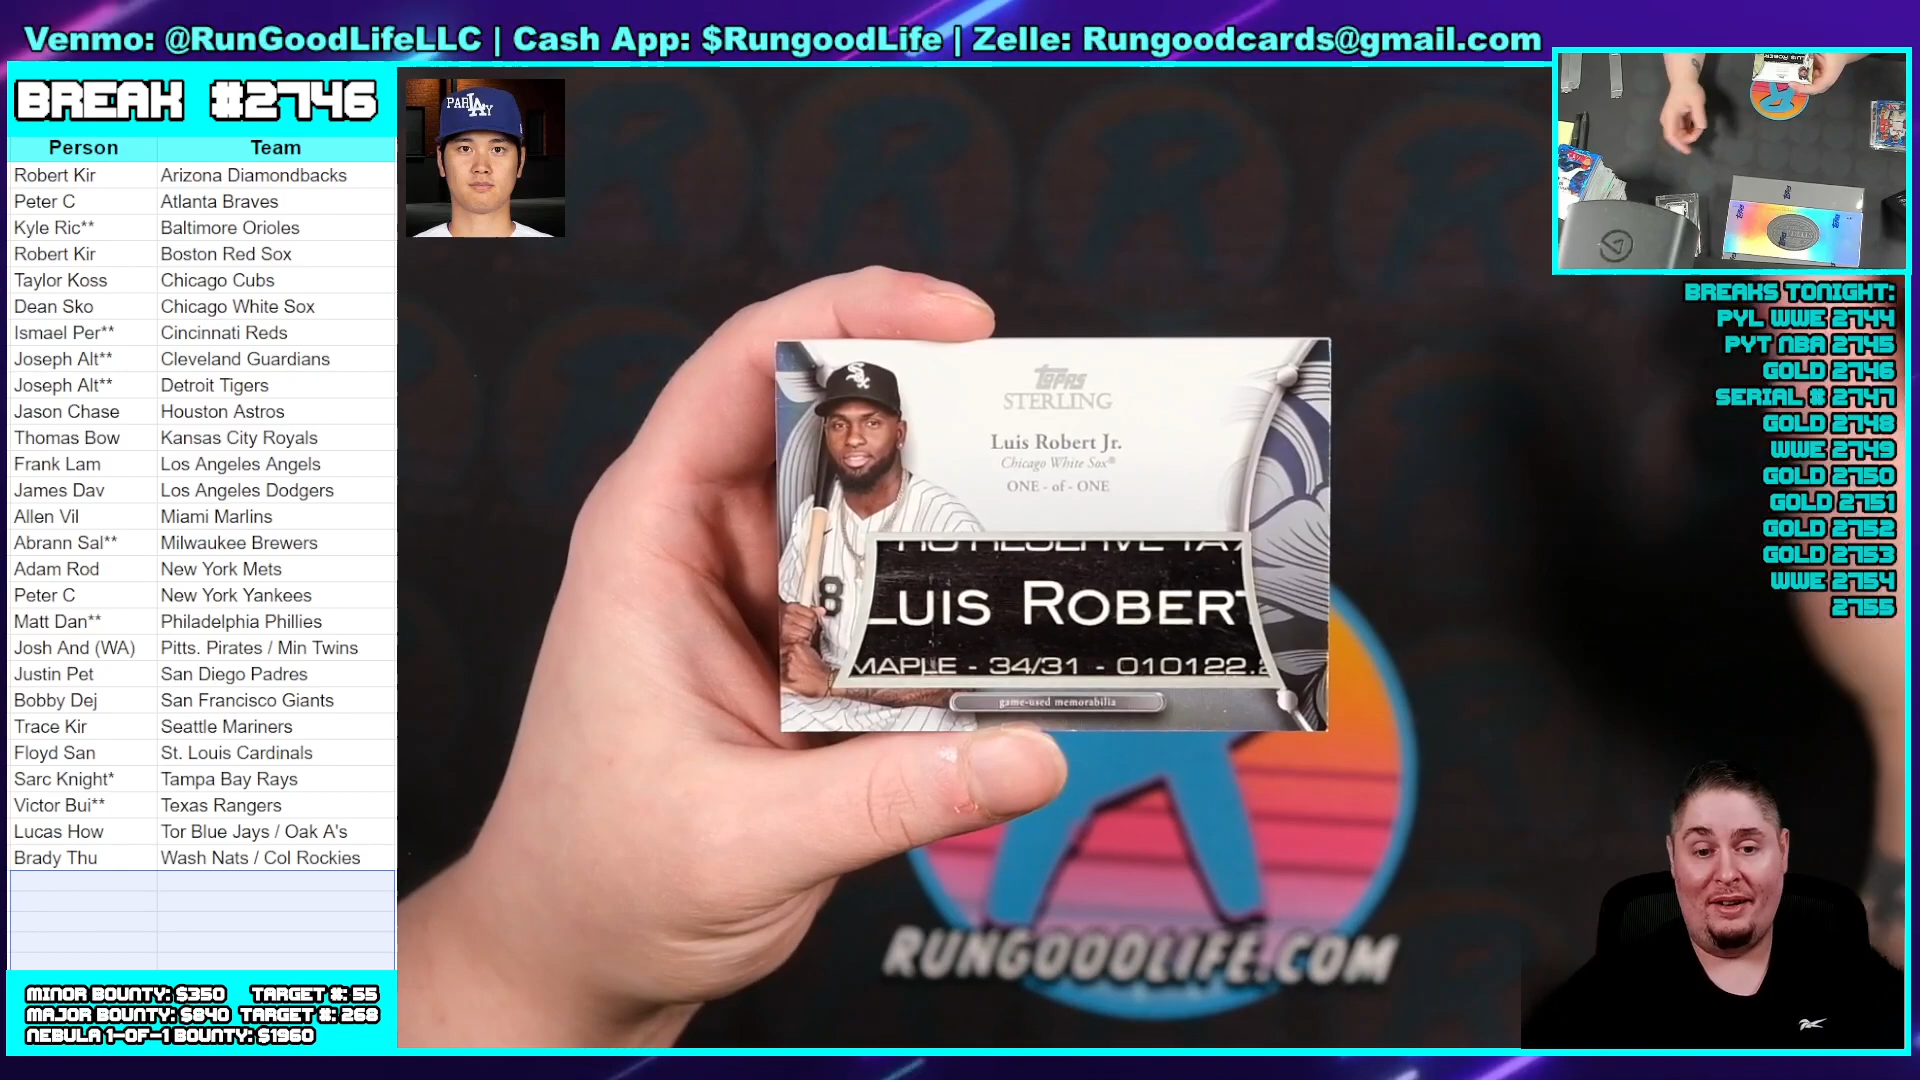 Venmo: @RunGoodLifeLLC | Cash App: $RungoodLife | Zelle: Rungoodcards@gmail.com
BREAK #2746
Person Team
Robert Kir Arizona Diamondbacks
Peter C Atlanta Braves
Kyle Ric** Baltimore Orioles
Robert Kir Boston Red Sox
Taylor Koss Chicago Cubs
Dean Sko Chicago White Sox
Ismael Per** Cincinnati Reds
Joseph Alt** Cleveland Guardians
Joseph Alt** Detroit Tigers
Jason Chase Houston Astros
Thomas Bow Kansas City Royals
Frank Lam Los Angeles Angels
James Dav Los Angeles Dodgers
Allen Vil Miami Marlins
Abrann Sal** Milwaukee Brewers
Adam Rod New York Mets
Peter C New York Yankees
Matt Dan** Philadelphia Phillies
Josh And (WA) Pitts. Pirates / Min Twins
Justin Pet San Diego Padres
Bobby Dej San Francisco Giants
Trace Kir Seattle Mariners
Floyd San St. Louis Cardinals
Sarc Knight* Tampa Bay Rays
Victor Bui** Texas Rangers
Lucas How Tor Blue Jays / Oak A's
Brady Thu Wash Nats / Col Rockies
MINOR BOUNTY: $350 TARGET #: 55
MAJOR BOUNTY: $840 TARGET #: 268
NEBULA 1-OF-1 BOUNTY: $1960
PARLAY
Sox
TOPPS
STERLING
Luis Robert Jr.
Chicago White Sox®
ONE - of - ONE
8
LUIS ROBERT
MAPLE - 34/31 - 010122.
game-used memorabilia
RUNGOODLIFE.COM
BREAKS TONIGHT:
PYL WWE 2744
PYT NBA 2745
GOLD 2746
SERIAL # 2747
GOLD 2748
WWE 2749
GOLD 2750
GOLD 2751
GOLD 2752
GOLD 2753
WWE 2754
2755